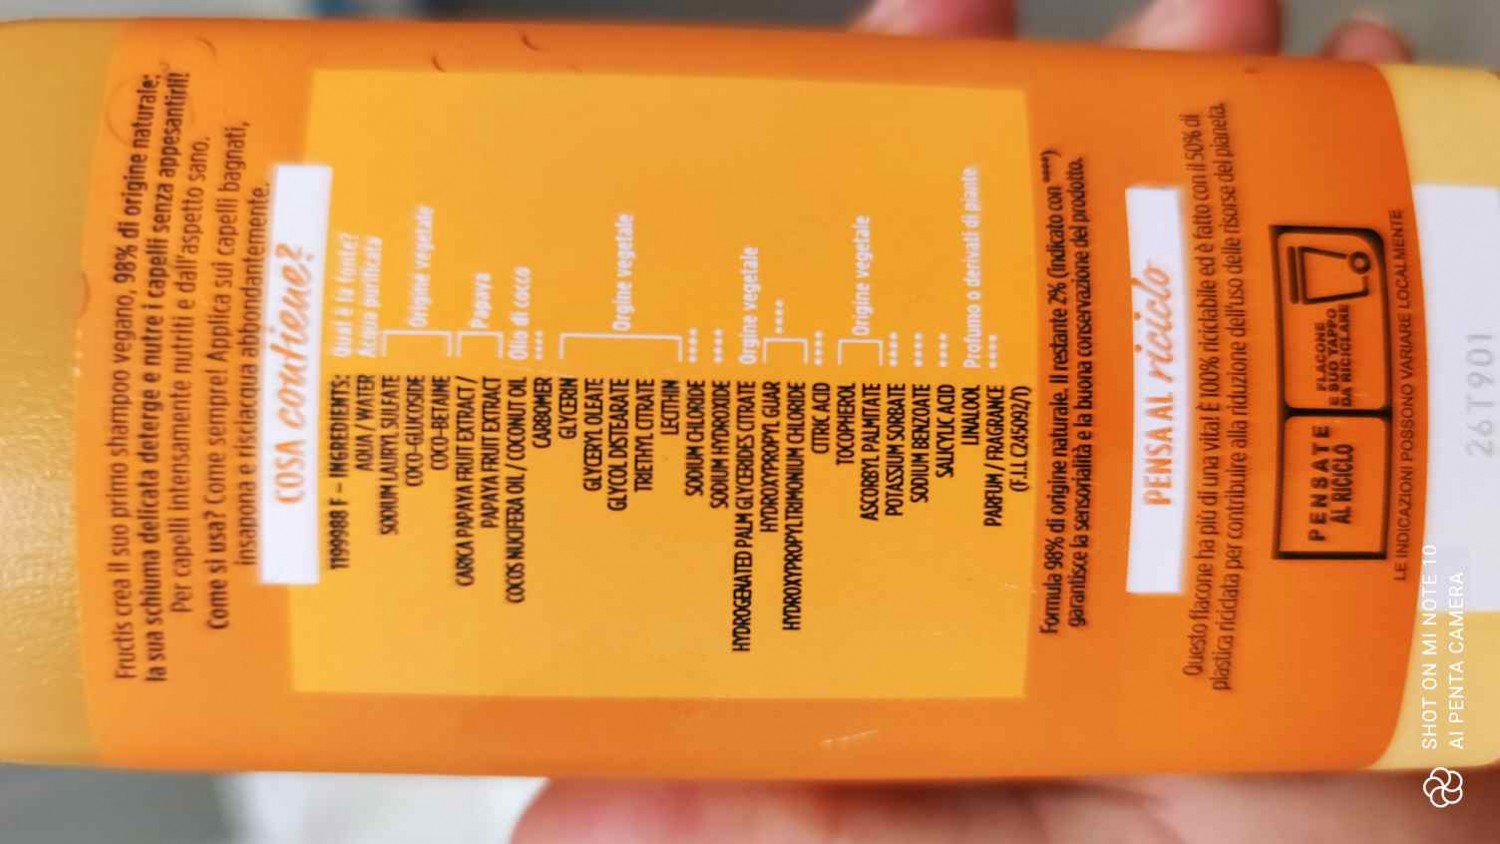 Fructis crea il suo primo shampoo vegano, 98% di origine naturale:
la sua schiuma delicata deterge e nutre i capelli senza appesantirli!
Per capelli intensamente nutriti e dall'aspetto sano.
Come si usa? Come sempre! Applica sui capelli bagnati,
insapona e risciacqua abbondantemente.
COSA contiene?
1199988 F – INGREDIENTS: Qual è la fonte?
AQUA / WATER Acqua purificata
SODIUM LAURYL SULFATE
COCO-GLUCOSIDE Origine vegetale
COCO-BETAINE
CARICA PAPAYA FRUIT EXTRACT / Papaya
PAPAYA FRUIT EXTRACT
COCOS NUCIFERA OIL / COCONUT OIL Olio di cocco
CARBOMER ****
GLYCERIN
GLYCERYL OLEATE
GLYCOL DISTEARATE Orgine vegetale
TRIETHYL CITRATE
LECITHIN
SODIUM CHLORIDE ****
SODIUM HYDROXIDE ****
HYDROGENATED PALM GLYCERIDES CITRATE Orgine vegetale
HYDROXYPROPYL GUAR ****
HYDROXYPROPYLTRIMONIUM CHLORIDE
CITRIC ACID ****
TOCOPHEROL Origine vegetale
ASCORBYL PALMITATE
POTASSIUM SORBATE ****
SODIUM BENZOATE ****
SALICYLIC ACID ****
LINALOOL Profumo o derivati di piante
PARFUM / FRAGRANCE ****
(F.I.L C245092/1)
Formula 98% di origine naturale. Il restante 2% (indicato con ****)
garantisce la sensorialità e la buona conservazione del prodotto.
PENSA AL riciclo
Questo flacone ha più di una vita! È 100% riciclabile ed è fatto con il 50% di
plastica riciclata per contribuire alla riduzione dell'uso delle risorse del pianeta.
PENSATE
AL RICICLO
FLACONE
E SUO TAPPO
DA RICICLARE
LE INDICAZIONI POSSONO VARIARE LOCALMENTE
26T901
SHOT ON MI NOTE 10
AI PENTA CAMERA